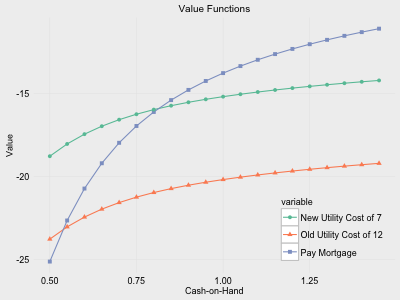 Value Functions
Value
-15
-20
-25
0.50 0.75 1.00 1.25
Cash-on-Hand
variable
New Utility Cost of 7
Old Utility Cost of 12
Pay Mortgage